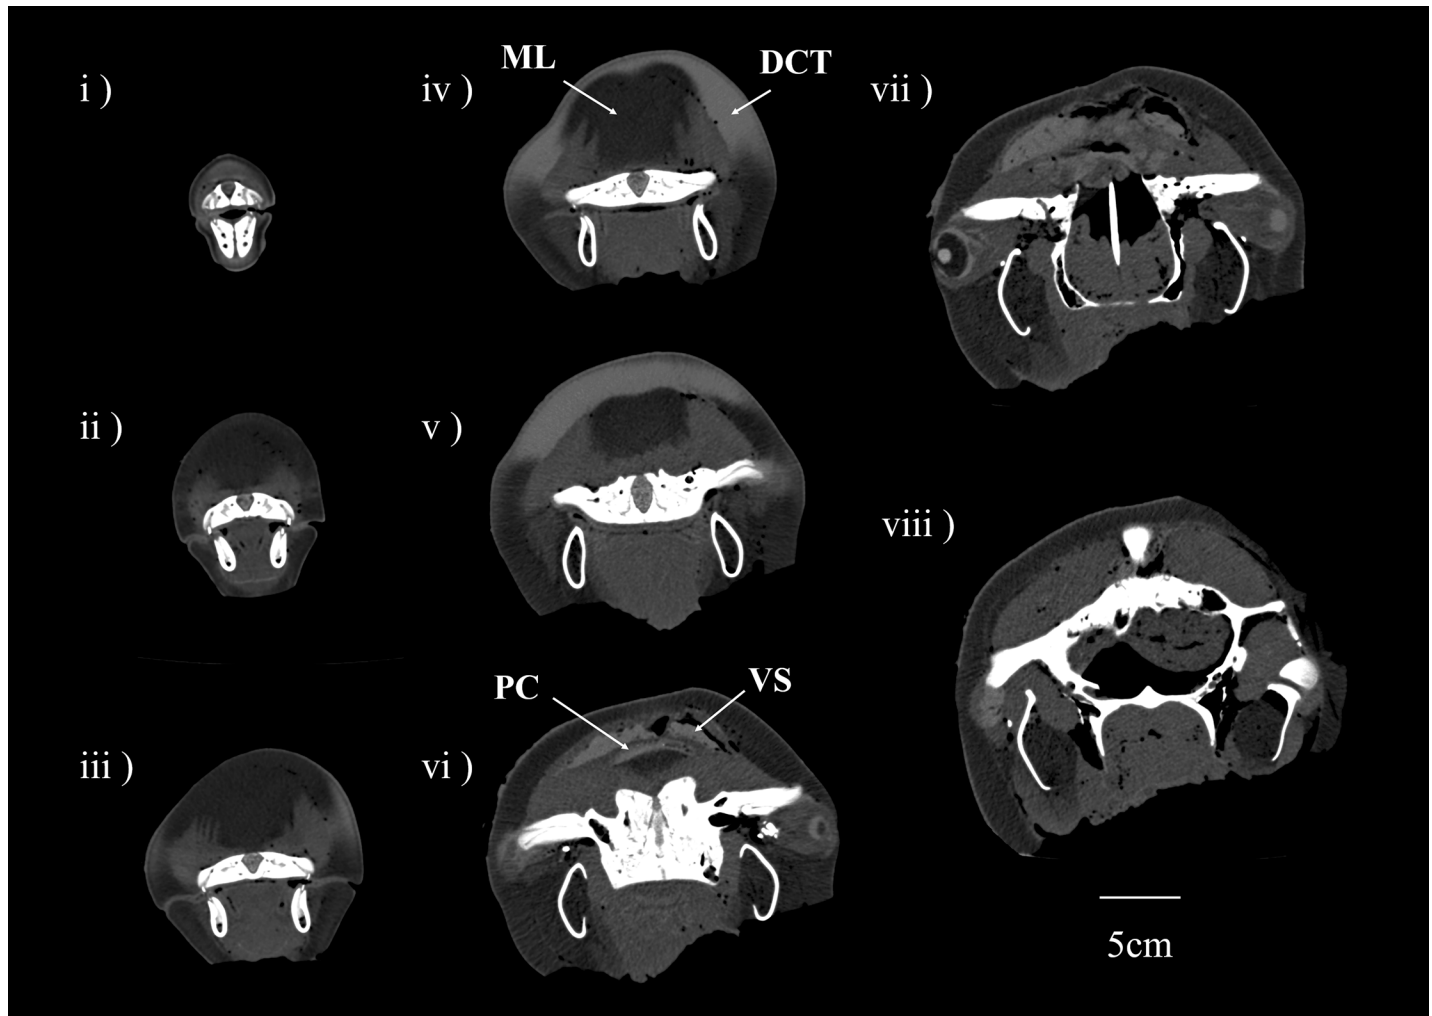 i )
ii )
iii )
iv )
ML
DCT
v )
vi )
PC
VS
vii )
viii )
5cm